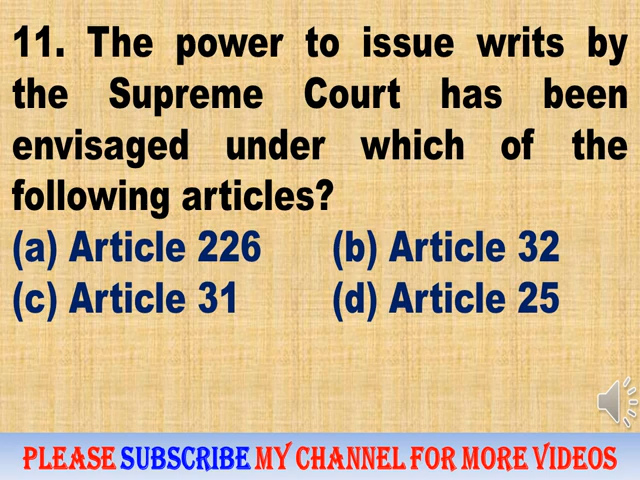 11. The power to issue writs by
the Supreme Court has been
envisaged under which of the
following articles?
(a) Article 226 (b) Article 32
(c) Article 31 (d) Article 25
PLEASE SUBSCRIBE MY CHANNEL FOR MORE VIDEOS